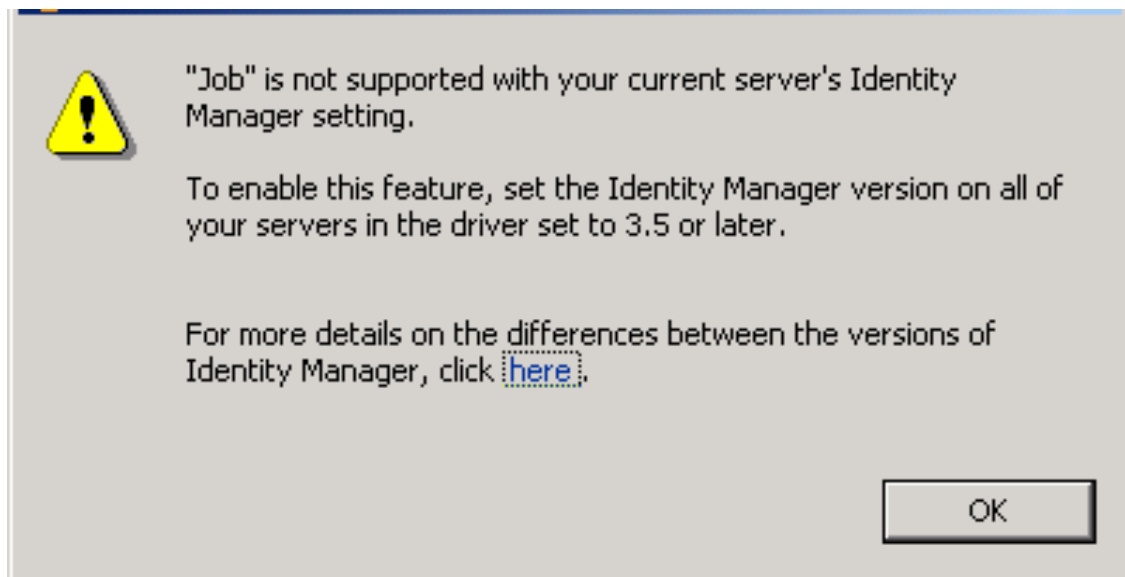 "Job" is not supported with your current server's Identity
Manager setting.
To enable this feature, set the Identity Manager version on all of
your servers in the driver set to 3.5 or later.
For more details on the differences between the versions of
Identity Manager, click here.
OK